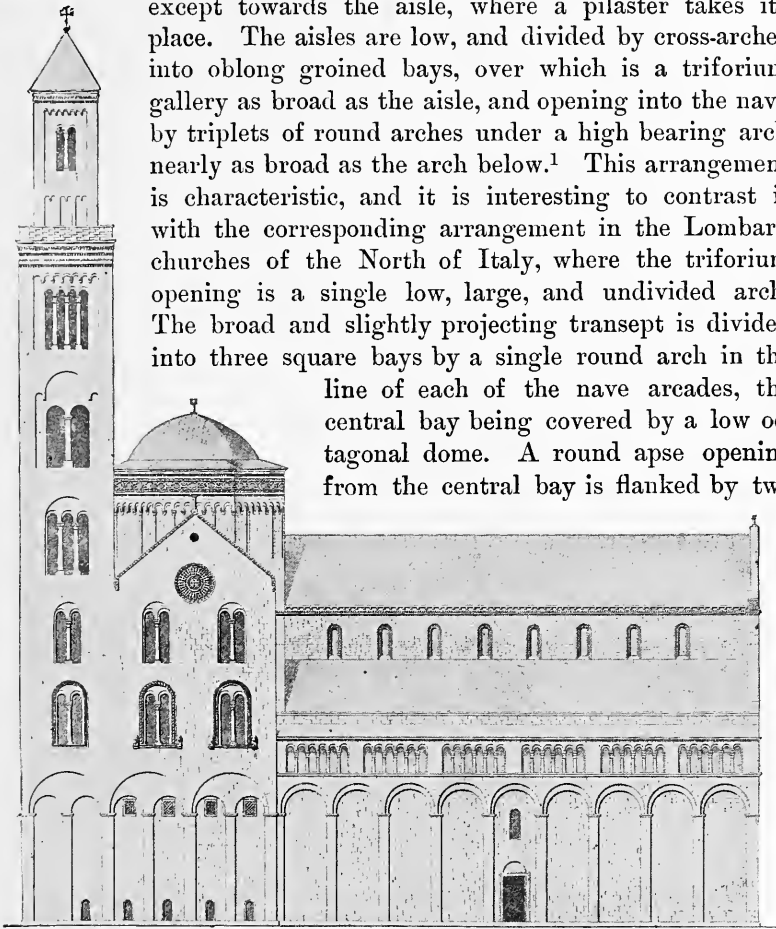 except towards the aisle, where a pilaster takes it
place. The aisles are low, and divided by cross-arche
into oblong groined bays, over which is a triforiu
gallery as broad as the aisle, and opening into the nav
by triplets of round arches under a high bearing arc
nearly as broad as the arch below.¹ This arrangemen
is characteristic, and it is interesting to contrast i
with the corresponding arrangement in the Lombar
churches of the North of Italy, where the triforiu
opening is a single low, large, and undivided arc
The broad and slightly projecting transept is divide
into three square bays by a single round arch in th
line of each of the nave arcades, th
central bay being covered by a low oc
tagonal dome. A round apse openin
from the central bay is flanked by tw